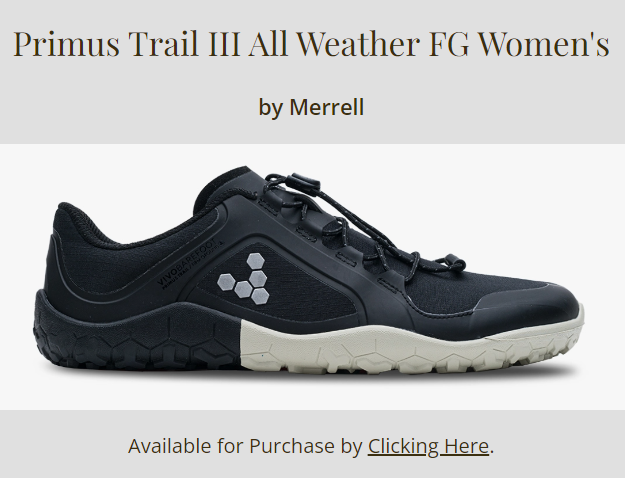 Primus Trail III All Weather FG Women's
by Merrell
VIVOBAREFOOT
Available for Purchase by Clicking Here.